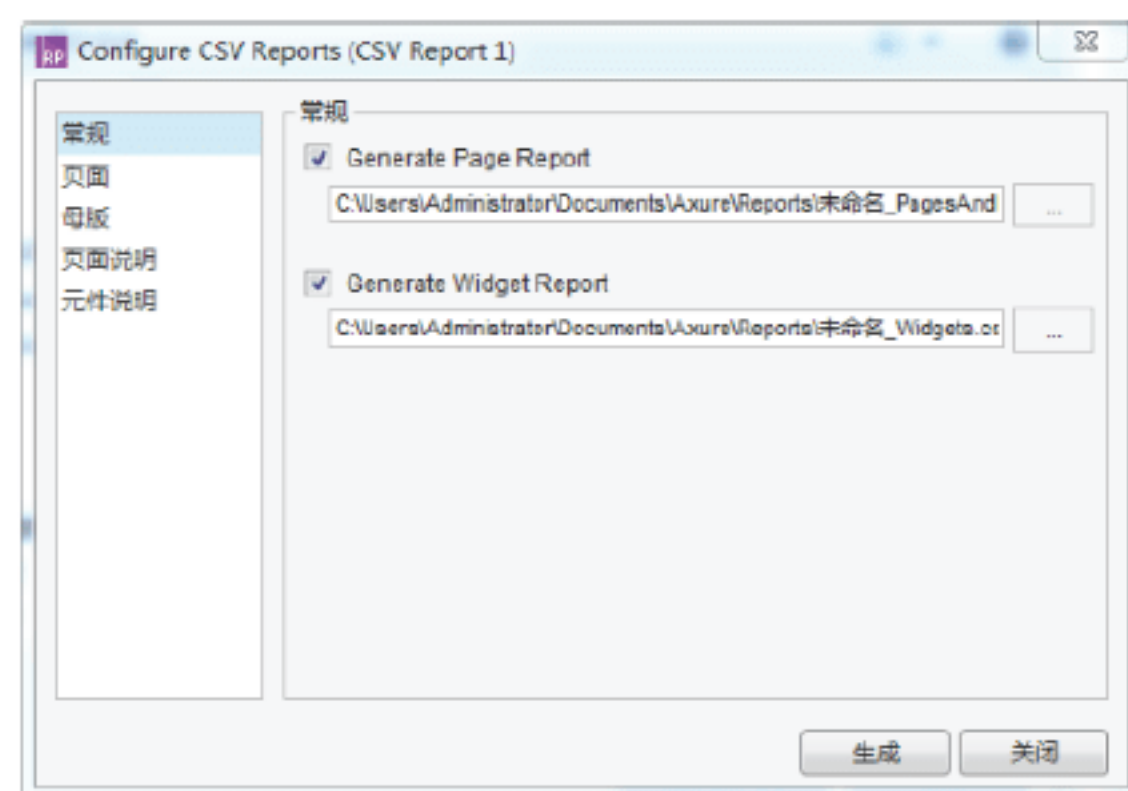 RP Configure CSV Reports (CSV Report 1)
常规
页面
母版
页面说明
元件说明
常规
Generate Page Report
C:\Users\Administrator\Documents\Axure\Reports\未命名_PagesAnd
...
Generate Widget Report
C:\Users\Administrator\Documents\Axure\Reports\未命名_Widgets.cs
...
生成
关闭